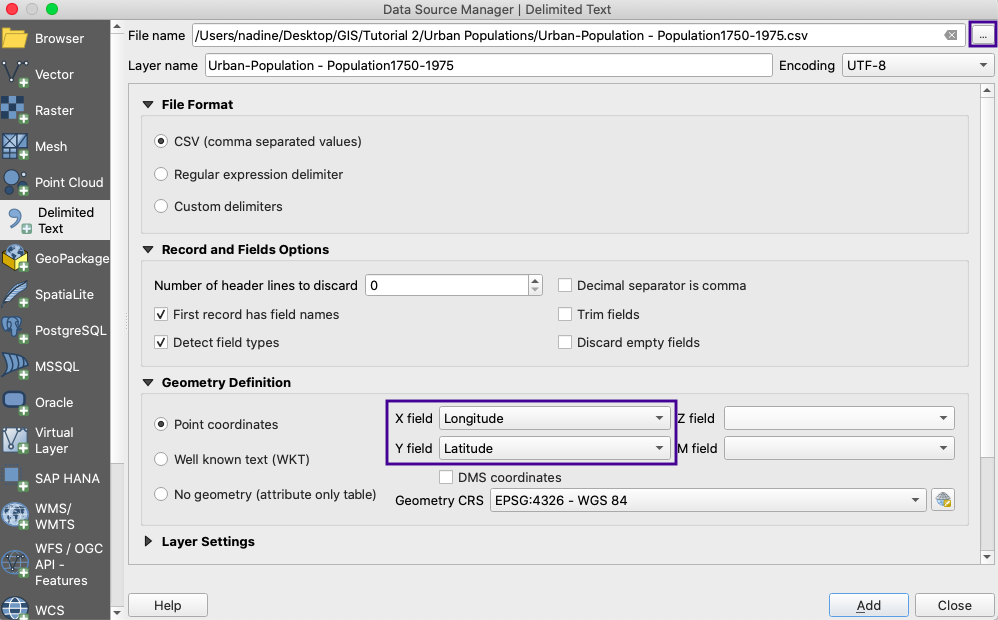 Data Source Manager | Delimited Text
Browser
Vector
Raster
Mesh
Point Cloud
Delimited
Text
GeoPackage
SpatiaLite
PostgreSQL
MSSQL
Oracle
Virtual
Layer
SAP HANA
WMS/
WMTS
WFS / OGC
API -
Features
WCS
File name /Users/nadine/Desktop/GIS/Tutorial 2/Urban Populations/Urban-Population - Population1750-1975.csv ...
Layer name Urban-Population - Population1750-1975 Encoding UTF-8
File Format
CSV (comma separated values)
Regular expression delimiter
Custom delimiters
Record and Fields Options
Number of header lines to discard 0 Decimal separator is comma
First record has field names Trim fields
Detect field types Discard empty fields
Geometry Definition
Point coordinates
Well known text (WKT)
No geometry (attribute only table)
X field Longitude Z field
Y field Latitude M field
DMS coordinates
Geometry CRS EPSG:4326 - WGS 84
Layer Settings
Help Add Close